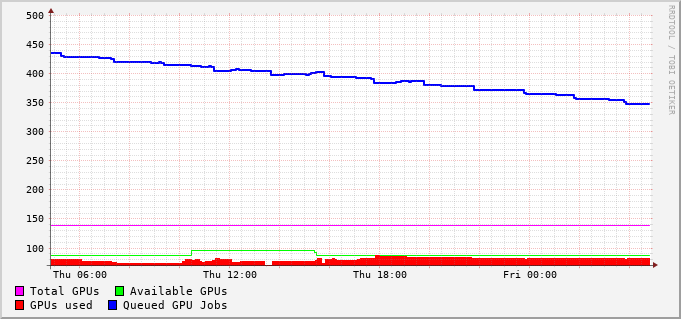 500
450
400
350
300
250
200
150
100
Thu 06:00 Thu 12:00 Thu 18:00 Fri 00:00
Total GPUs Available GPUs
GPUs used Queued GPU Jobs
RRDTOOL / TOBI OETIKER